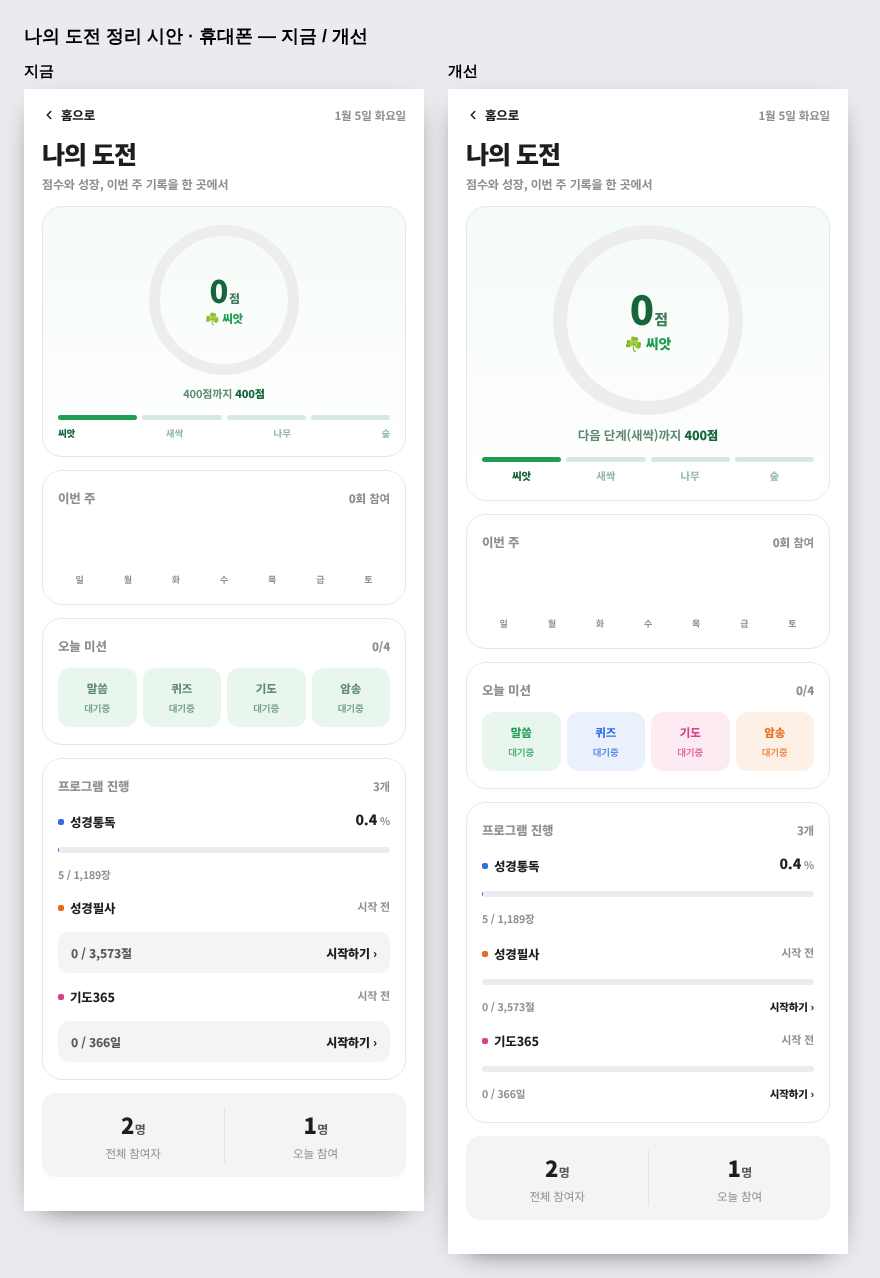 나의 도전 정리 시안 · 휴대폰 — 지금 / 개선
지금
홈으로
1월 5일 화요일
나의 도전
점수와 성장, 이번 주 기록을 한 곳에서
0점
☘️ 씨앗
400점까지 400점
씨앗 새싹 나무 숲
이번 주
0회 참여
일 월 화 수 목 금 토
오늘 미션
0/4
말씀 퀴즈 기도 암송
대기중 대기중 대기중 대기중
프로그램 진행
3개
성경통독
0.4 %
5 / 1,189장
성경필사
시작 전
0 / 3,573절
시작하기 ›
기도365
시작 전
0 / 366일
시작하기 ›
2명 1명
전체 참여자 오늘 참여
개선
홈으로
1월 5일 화요일
나의 도전
점수와 성장, 이번 주 기록을 한 곳에서
0점
☘️ 씨앗
다음 단계(새싹)까지 400점
씨앗 새싹 나무 숲
이번 주
0회 참여
일 월 화 수 목 금 토
오늘 미션
0/4
말씀 퀴즈 기도 암송
대기중 대기중 대기중 대기중
프로그램 진행
3개
성경통독
0.4 %
5 / 1,189장
성경필사
시작 전
0 / 3,573절
시작하기 ›
기도365
시작 전
0 / 366일
시작하기 ›
2명 1명
전체 참여자 오늘 참여